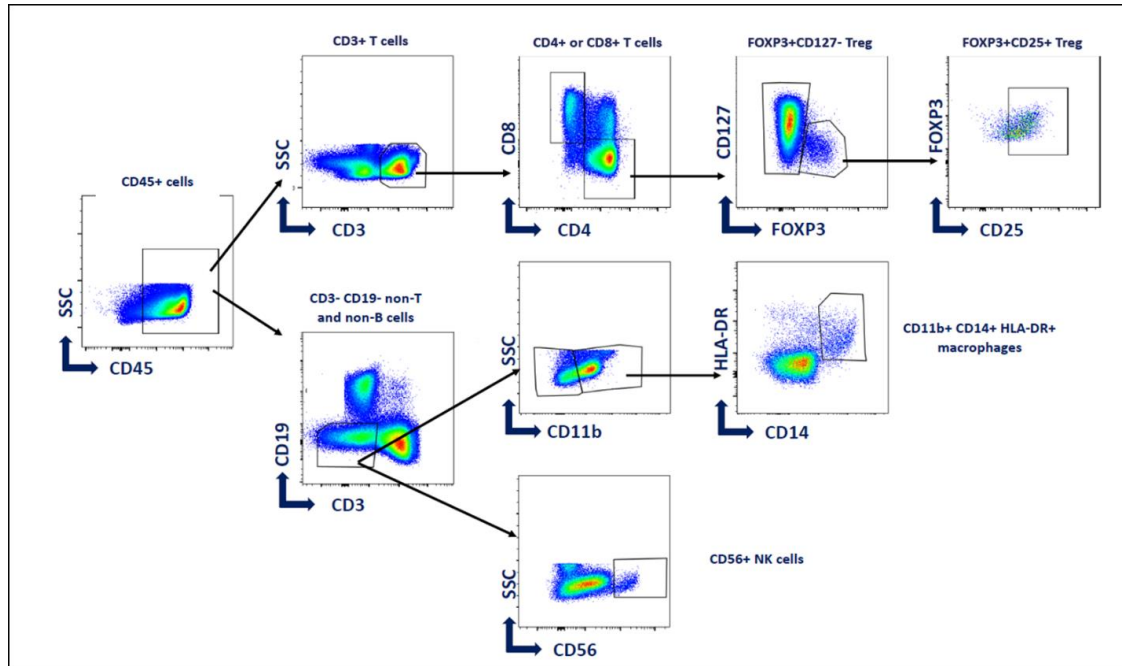 CD3+ T cells
CD4+ or CD8+ T cells
FOXP3+CD127- Treg
FOXP3+CD25+ Treg
SSC
CD3
CD8
CD4
CD127
FOXP3
FOXP3
CD25
CD45+ cells
SSC
CD45
CD3- CD19- non-T
and non-B cells
CD19
CD3
SSC
CD11b
HLA-DR
CD14
CD11b+ CD14+ HLA-DR+
macrophages
SSC
CD56
CD56+ NK cells